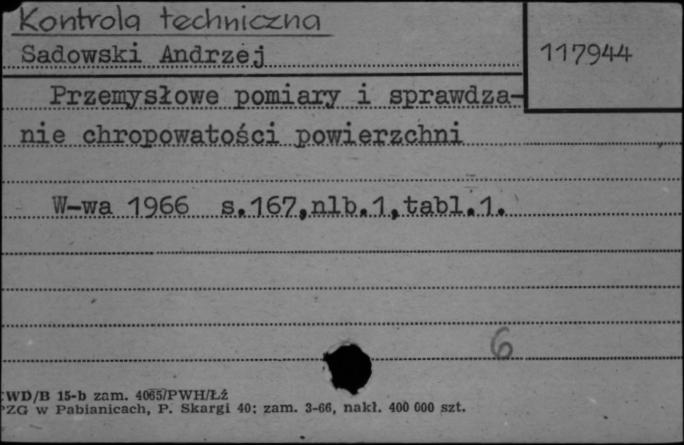 Kontrola techniczna
Sadowski Andrzej
117944
Przemysłowe pomiary i sprawdza-
nie chropowatości powierzchni
W-wa 1966 s.167,nlb.1,tabl.1.
6
WD/B 15-b zam. 4065/PWH/Łź
PZG w Pabianicach, P. Skargi 40; zam. 3-66, nakł. 400 000 szt.